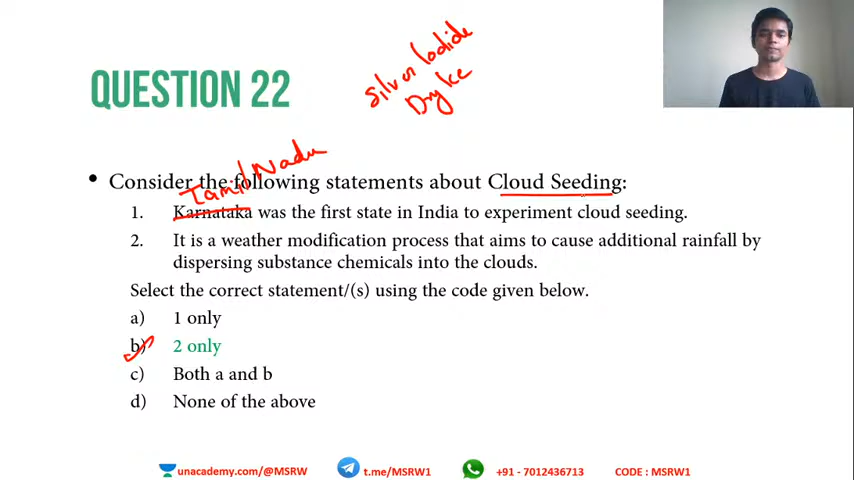 Silver Iodide
Dry Ice
QUESTION 22
Tamil Nadu
• Consider the following statements about Cloud Seeding:
1. Karnataka was the first state in India to experiment cloud seeding.
2. It is a weather modification process that aims to cause additional rainfall by
dispersing substance chemicals into the clouds.
Select the correct statement/(s) using the code given below.
a) 1 only
b) 2 only
c) Both a and b
d) None of the above
unacademy.com/@MSRW t.me/MSRW1 +91 - 7012436713 CODE : MSRW1